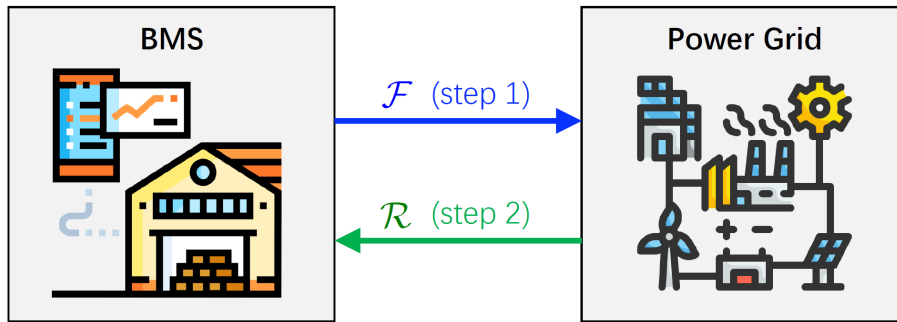 BMS
Power Grid
ℱ (step 1)
ℛ (step 2)